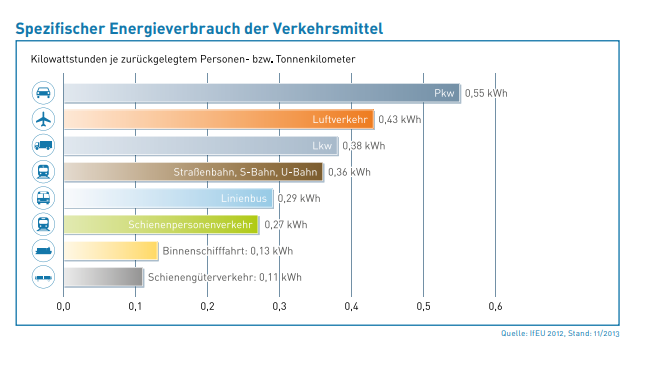 Spezifischer Energieverbrauch der Verkehrsmittel
Kilowattstunden je zurückgelegtem Personen- bzw. Tonnenkilometer
Pkw 0,55 kWh
Luftverkehr 0,43 kWh
Lkw 0,38 kWh
Straßenbahn, S-Bahn, U-Bahn 0,36 kWh
Linienbus 0,29 kWh
Schienenpersonenverkehr 0,27 kWh
Binnenschifffahrt: 0,13 kWh
Schienengüterverkehr: 0,11 kWh
0,0 0,1 0,2 0,3 0,4 0,5 0,6
Quelle: IfEU 2012, Stand: 11/2013